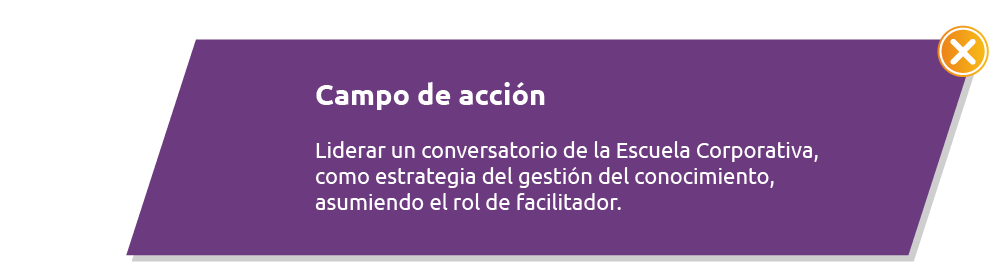 Campo de acción
Liderar un conversatorio de la Escuela Corporativa,
como estrategia del gestión del conocimiento,
asumiendo el rol de facilitador.